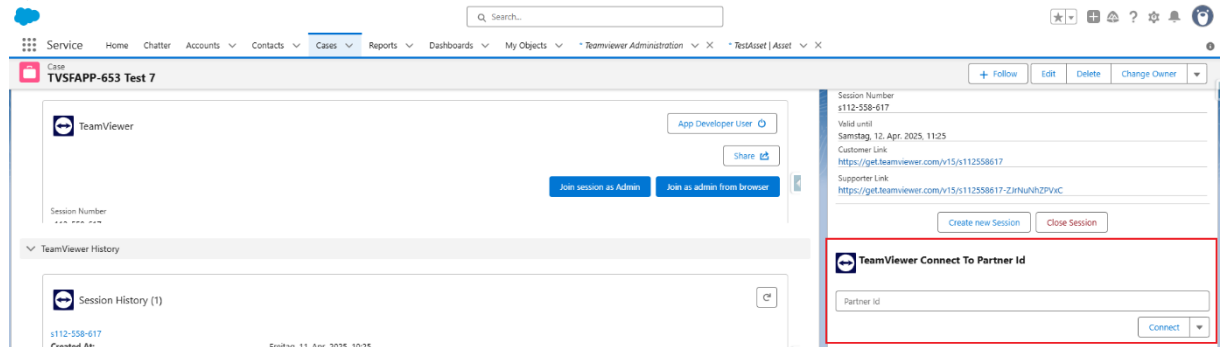 Search...
Service Home Chatter Accounts Contacts Cases Reports Dashboards My Objects * Teamviewer Administration * TestAsset | Asset
Case
TVSFAPP-653 Test 7
+ Follow Edit Delete Change Owner
TeamViewer
App Developer User
Share
Join session as Admin Join as admin from browser
Session Number
TeamViewer History
Session History (1)
s112-558-617
Created At: Freitag, 11. Apr. 2025, 10:25
Session Number
s112-558-617
Valid until
Samstag, 12. Apr. 2025, 11:25
Customer Link
https://get.teamviewer.com/v15/s112558617
Supporter Link
https://get.teamviewer.com/v15/s112558617-ZJrNuNhZPVxC
Create new Session Close Session
TeamViewer Connect To Partner Id
Partner Id
Connect